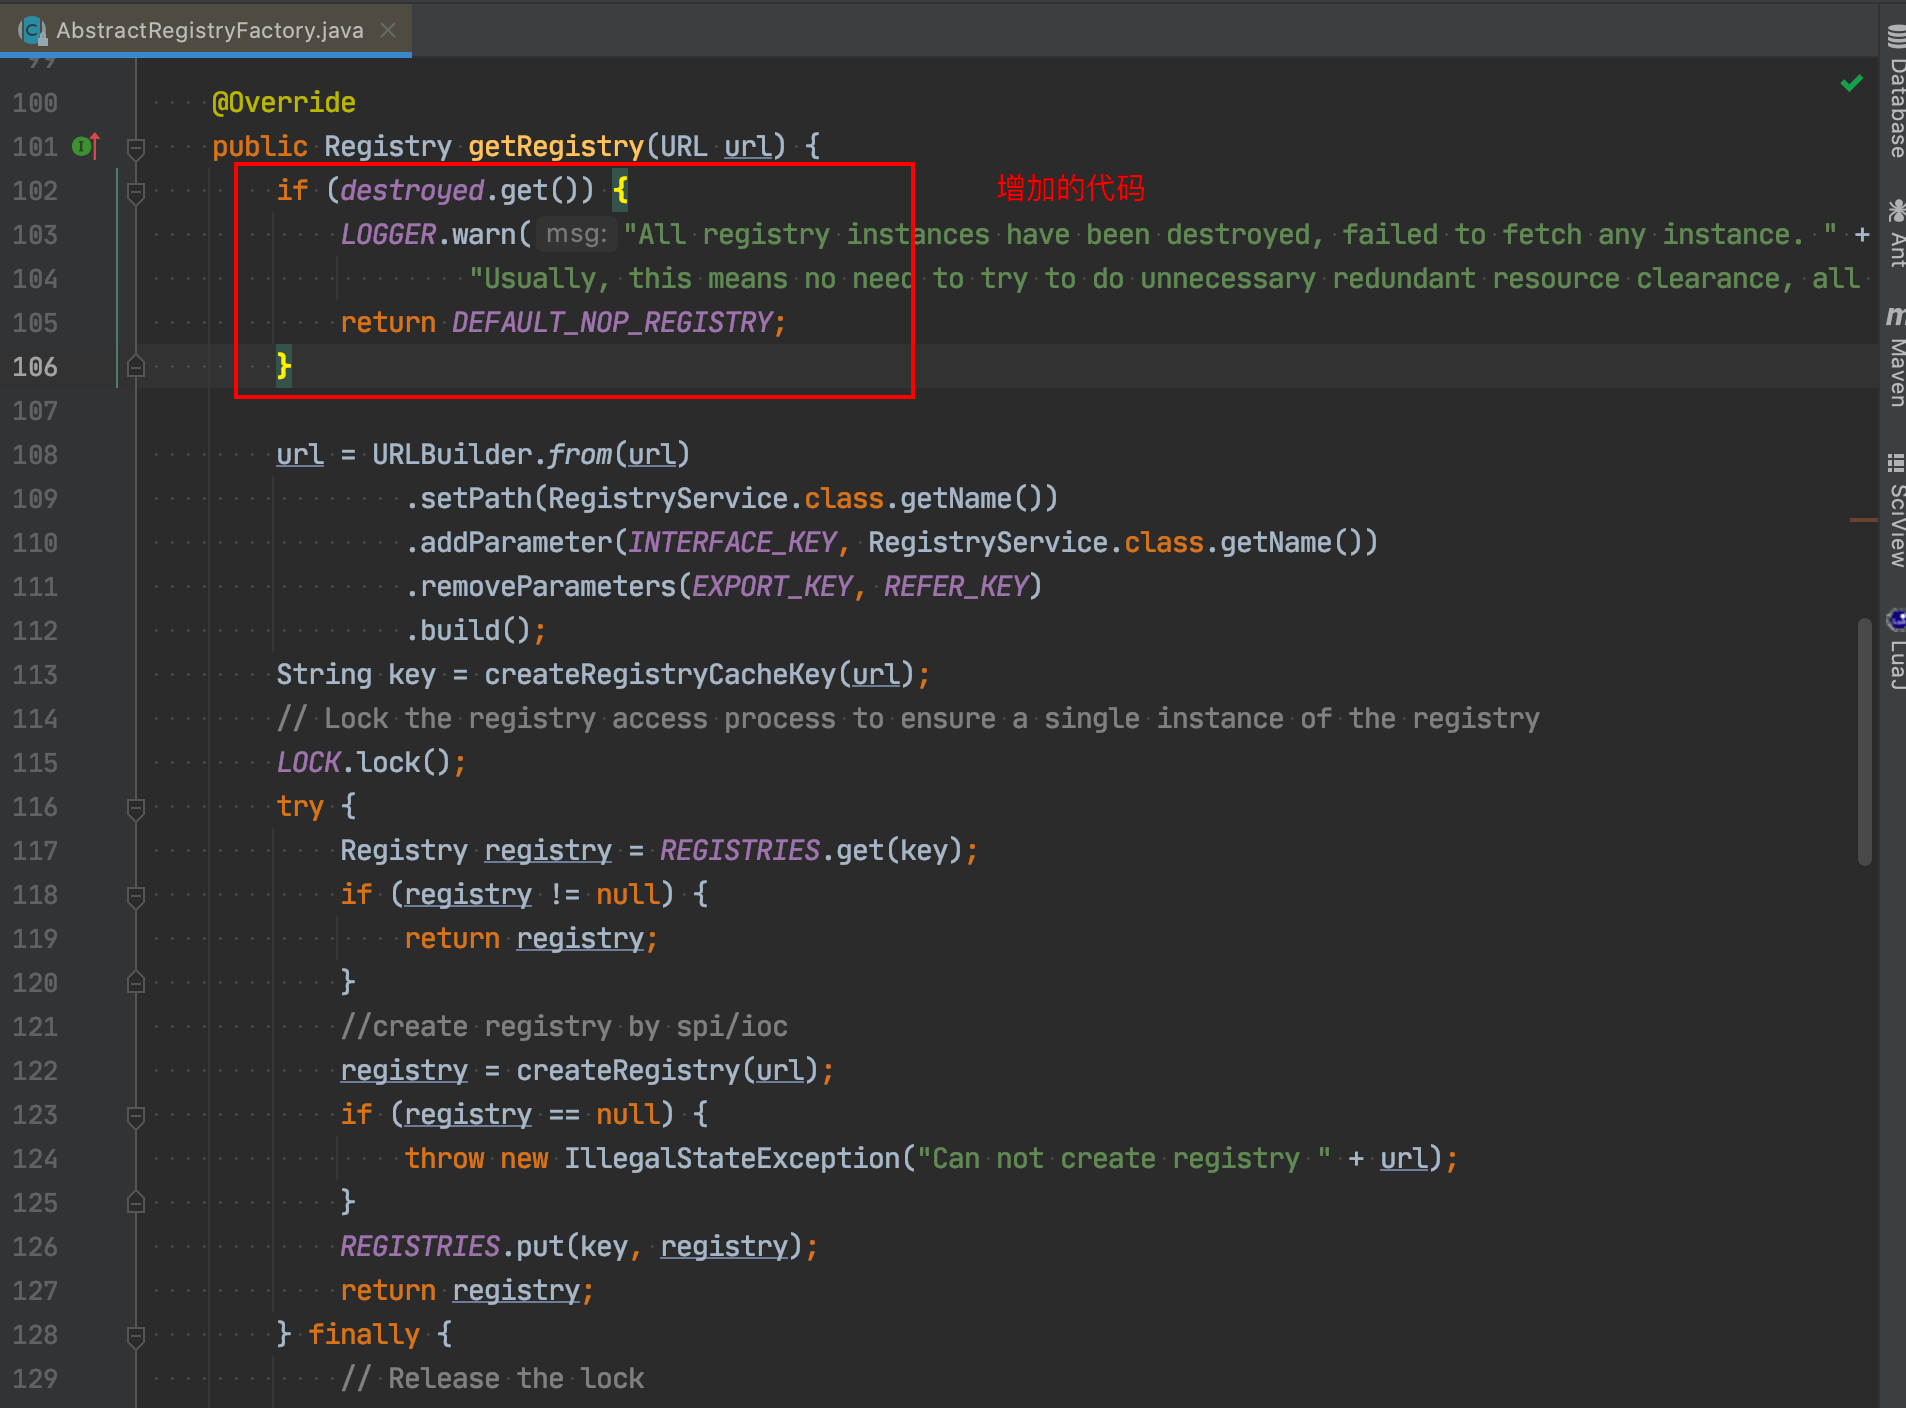 AbstractRegistryFactory.java
99
100 @Override
101 public Registry getRegistry(URL url) {
102 if (destroyed.get()) {
增加的代码
103 LOGGER.warn( msg: "All registry instances have been destroyed, failed to fetch any instance. " +
104 "Usually, this means no need to try to do unnecessary redundant resource clearance, all
105 return DEFAULT_NOP_REGISTRY;
106 }
107
108 url = URLBuilder.from(url)
109 .setPath(RegistryService.class.getName())
110 .addParameter(INTERFACE_KEY, RegistryService.class.getName())
111 .removeParameters(EXPORT_KEY, REFER_KEY)
112 .build();
113 String key = createRegistryCacheKey(url);
114 // Lock the registry access process to ensure a single instance of the registry
115 LOCK.lock();
116 try {
117 Registry registry = REGISTRIES.get(key);
118 if (registry != null) {
119 return registry;
120 }
121 //create registry by spi/ioc
122 registry = createRegistry(url);
123 if (registry == null) {
124 throw new IllegalStateException("Can not create registry " + url);
125 }
126 REGISTRIES.put(key, registry);
127 return registry;
128 } finally {
129 // Release the lock
Database
Ant
Maven
SciView
LuaJ